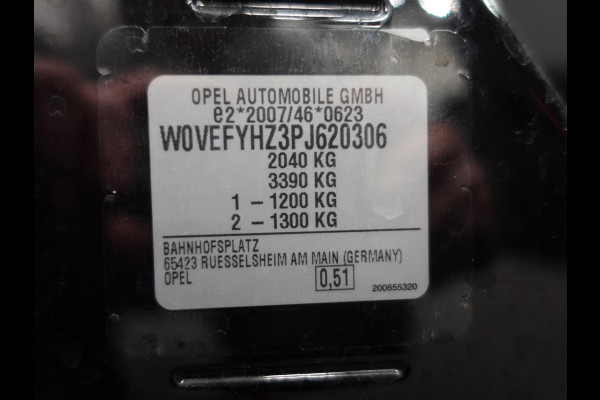 OPEL AUTOMOBILE GMBH
e2*2007/46*0623
W0VEFYHZ3PJ620306
2040 KG
3390 KG
1 – 1200 KG
2 – 1300 KG
BAHNHOFSPLATZ
65423 RUESSELSHEIM AM MAIN (GERMANY)
OPEL 0,51
200655320